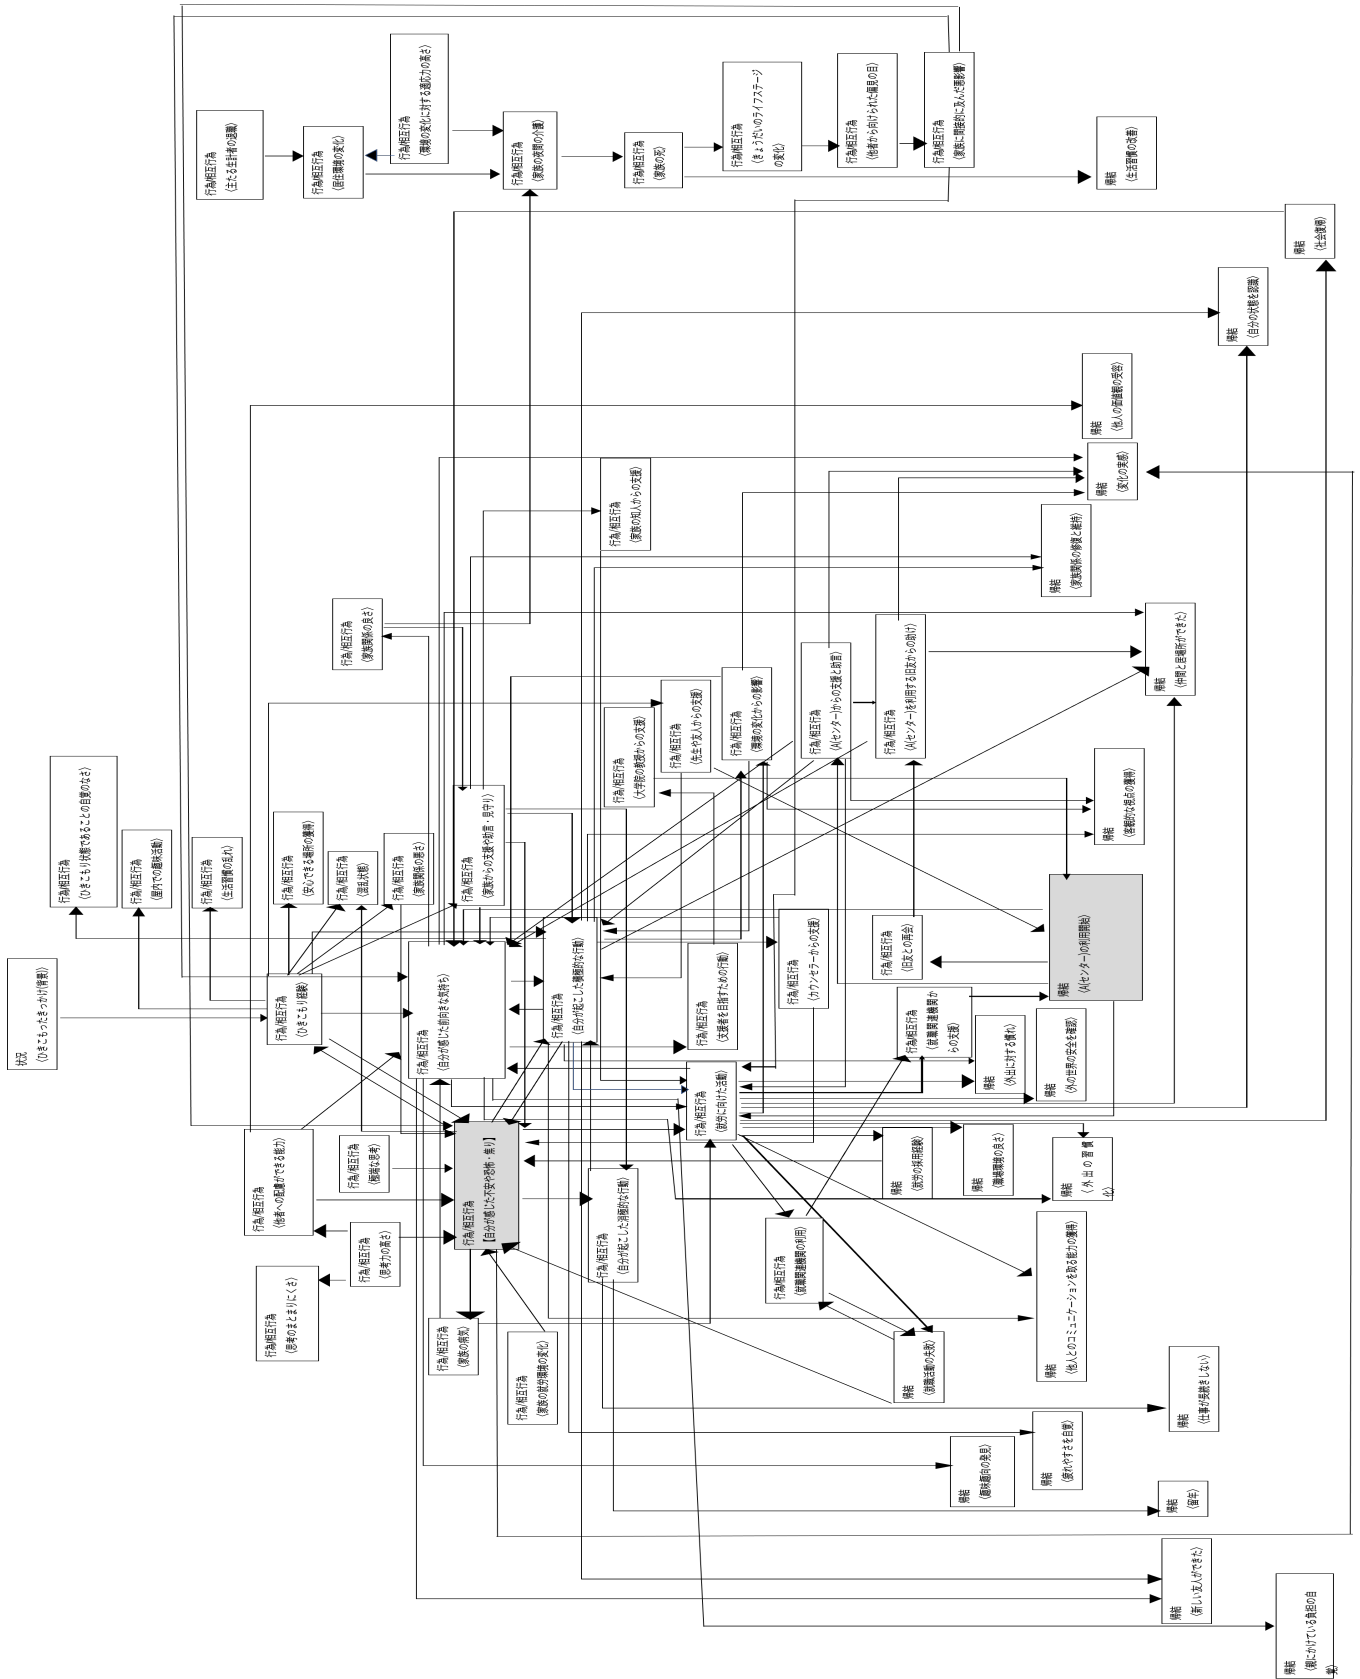 状況
〈ひきこもったきっかけ(背景)〉
行為/相互行為
〈ひきこもり状態であることの自覚のなさ〉
行為/相互行為
〈屋内での趣味活動〉
行為/相互行為
〈生活習慣の乱れ〉
行為/相互行為
〈ひきこもり経験〉
行為/相互行為
〈安心できる場所の獲得〉
行為/相互行為
〈混乱状態〉
行為/相互行為
〈家族関係の悪さ〉
行為/相互行為
〈家族関係の良さ〉
行為/相互行為
〈主たる生計者の退職〉
行為/相互行為
〈居住環境の変化〉
行為/相互行為
〈環境の変化に対する適応力の高さ〉
行為/相互行為
〈家族の夜間の介護〉
行為/相互行為
〈家族の死〉
行為/相互行為
〈きょうだいのライフステージ
の変化〉
行為/相互行為
〈他者から向けられた偏見の目〉
行為/相互行為
〈家族に間接的に及んだ悪影響〉
帰結
〈生活習慣の改善〉
行為/相互行為
〈思考のまとまりにくさ〉
行為/相互行為
〈他者への配慮ができる能力〉
行為/相互行為
〈思考力の高さ〉
行為/相互行為
〈極端な思考〉
行為/相互行為
〈自分が感じた前向きな気持ち〉
行為/相互行為
〈家族からの支援や助言・見守り〉
行為/相互行為
〈家族の病気〉
行為/相互行為
【自分が感じた不安や恐怖・焦り】
行為/相互行為
〈家族の就労環境の変化〉
行為/相互行為
〈自分が起こした積極的な行動〉
行為/相互行為
〈自分が起こした消極的な行動〉
行為/相互行為
〈家族の知人からの支援〉
行為/相互行為
〈大学院の教授からの支援〉
行為/相互行為
〈先生や友人からの支援〉
行為/相互行為
〈環境の変化からの影響〉
行為/相互行為
〈支援者を目指すための行動〉
行為/相互行為
〈就労に向けた活動〉
行為/相互行為
〈カウンセラーからの支援〉
行為/相互行為
〈A(センター)からの支援と助言〉
行為/相互行為
〈A(センター)を利用する旧友からの助け〉
行為/相互行為
〈旧友との再会〉
行為/相互行為
〈就職関連機関か
らの支援〉
行為/相互行為
〈就職関連機関の利用〉
帰結
〈就職活動の失敗〉
帰結
〈就労の採用経験〉
帰結
〈職場環境の良さ〉
帰結
〈外出に対する慣れ〉
帰結
〈外の世界の安全を確認〉
帰結
〈A(センター)の利用開始〉
帰結
〈外出の習慣
化〉
帰結
〈他人とのコミュニケーションを取る能力の獲得〉
帰結
〈趣味趣向の発見〉
帰結
〈疲れやすさを自覚〉
帰結
〈仕事が長続きしない〉
帰結
〈留年〉
帰結
〈新しい友人ができた〉
帰結
〈親にかけている負担の自
覚〉
帰結
〈客観的な視点の獲得〉
帰結
〈仲間と居場所ができた〉
帰結
〈家族関係の修復と維持〉
帰結
〈変化の実感〉
帰結
〈他人の価値観の受容〉
帰結
〈自分の状態を認識〉
帰結
〈社会復帰〉